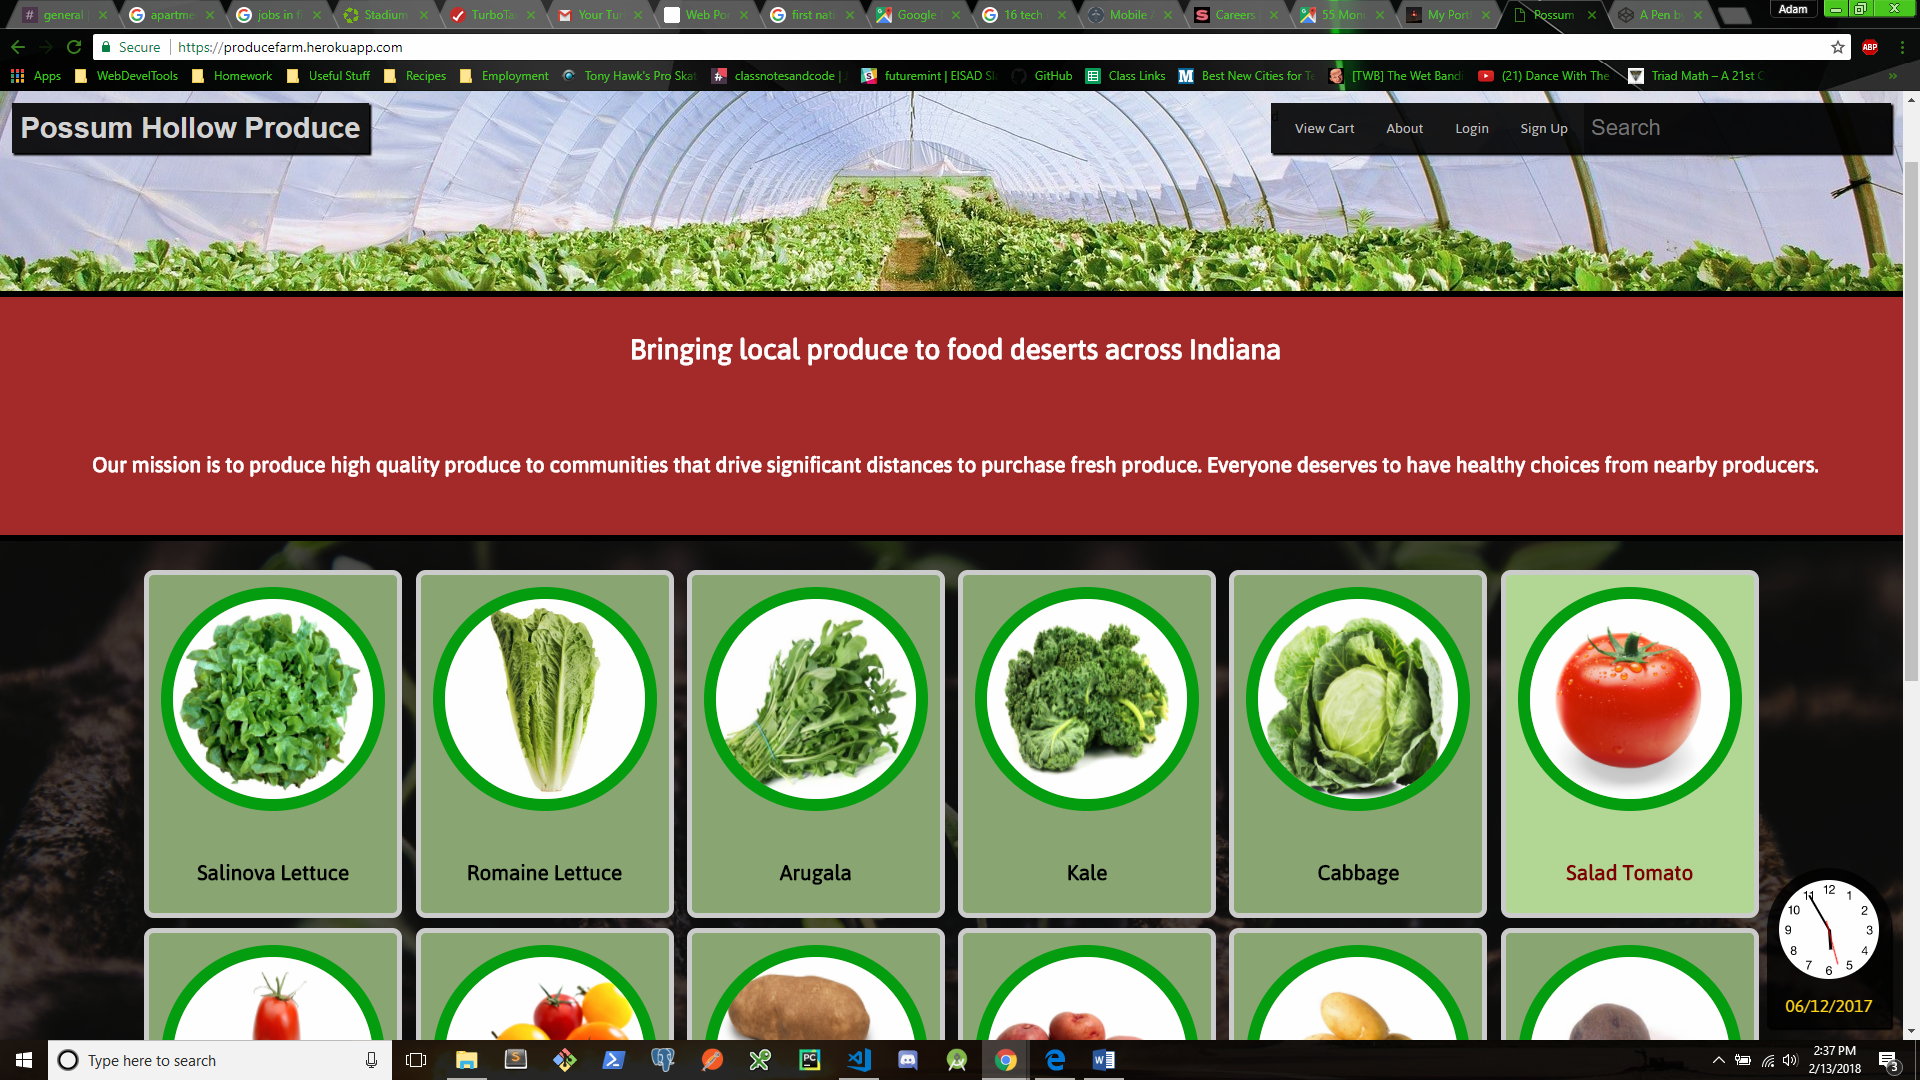 general
apartme
jobs in f
Stadium
TurboTa
Your Tur
Web Po
first nati
Google
16 tech
Mobile
Careers
55 Mon
My Port
Possum
A Pen b
Adam
Secure
https://producefarm.herokuapp.com
ABP
Apps
WebDevelTools
Homework
Useful Stuff
Recipes
Employment
Tony Hawk's Pro Skat
classnotesandcode |
futuremint | EISAD Sl
GitHub
Class Links
Best New Cities for Te
[TWB] The Wet Bandi
(21) Dance With The
Triad Math – A 21st C
Possum Hollow Produce
View Cart
About
Login
Sign Up
Search
Bringing local produce to food deserts across Indiana
Our mission is to produce high quality produce to communities that drive significant distances to purchase fresh produce. Everyone deserves to have healthy choices from nearby producers.
Salinova Lettuce
Romaine Lettuce
Arugala
Kale
Cabbage
Salad Tomato
12
1
2
3
4
5
6
7
8
9
10
11
06/12/2017
Type here to search
2:37 PM
2/13/2018
3